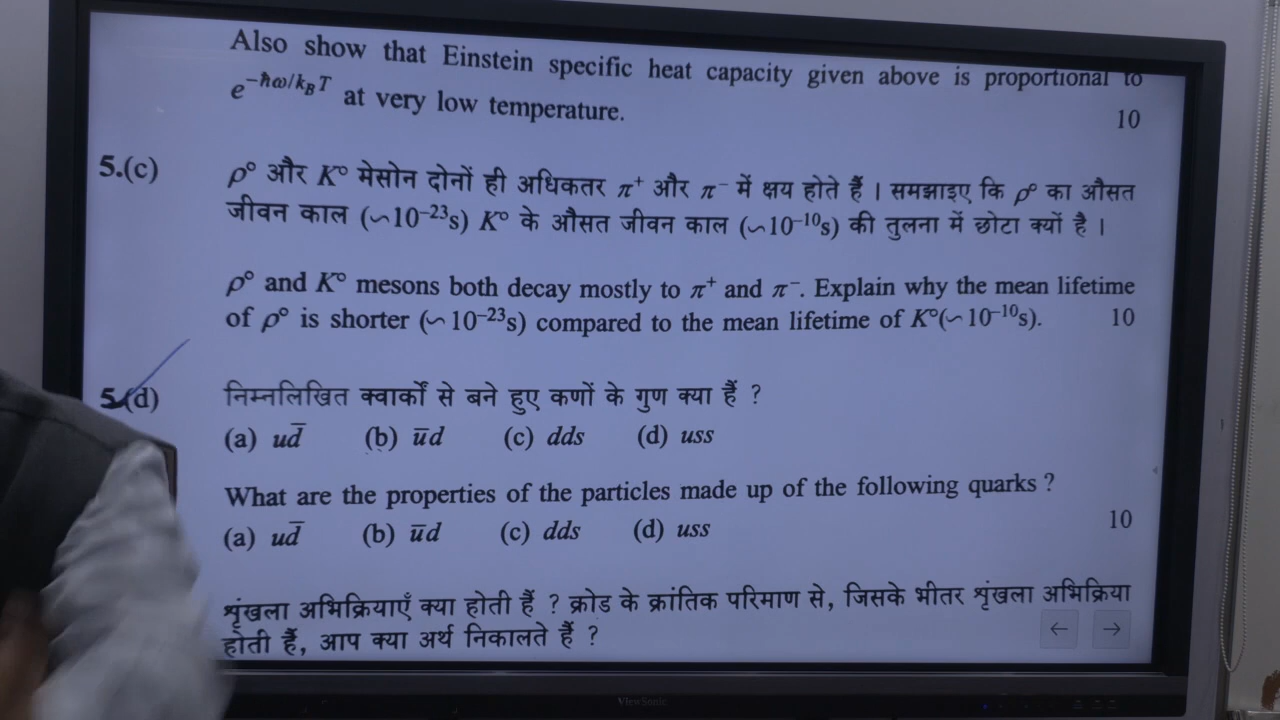 Also show that Einstein specific heat capacity given above is proportional to
e^{-ħω/k_BT} at very low temperature.
10
5.(c) ρ° और K° मेसोन दोनों ही अधिकतर π⁺ और π⁻ में क्षय होते हैं । समझाइए कि ρ° का औसत
जीवन काल (∽10⁻²³s) K° के औसत जीवन काल (∽10⁻¹⁰s) की तुलना में छोटा क्यों है ।
ρ° and K° mesons both decay mostly to π⁺ and π⁻. Explain why the mean lifetime
of ρ° is shorter (∽10⁻²³s) compared to the mean lifetime of K°(∽10⁻¹⁰s). 10
5.(d) निम्नलिखित क्वार्कों से बने हुए कणों के गुण क्या हैं ?
(a) ud̅ (b) u̅d (c) dds (d) uss
What are the properties of the particles made up of the following quarks ?
(a) ud̅ (b) u̅d (c) dds (d) uss
10
शृंखला अभिक्रियाएँ क्या होती हैं ? क्रोड के क्रांतिक परिमाण से, जिसके भीतर शृंखला अभिक्रिया
होती हैं, आप क्या अर्थ निकालते हैं ?
← →
ViewSonic